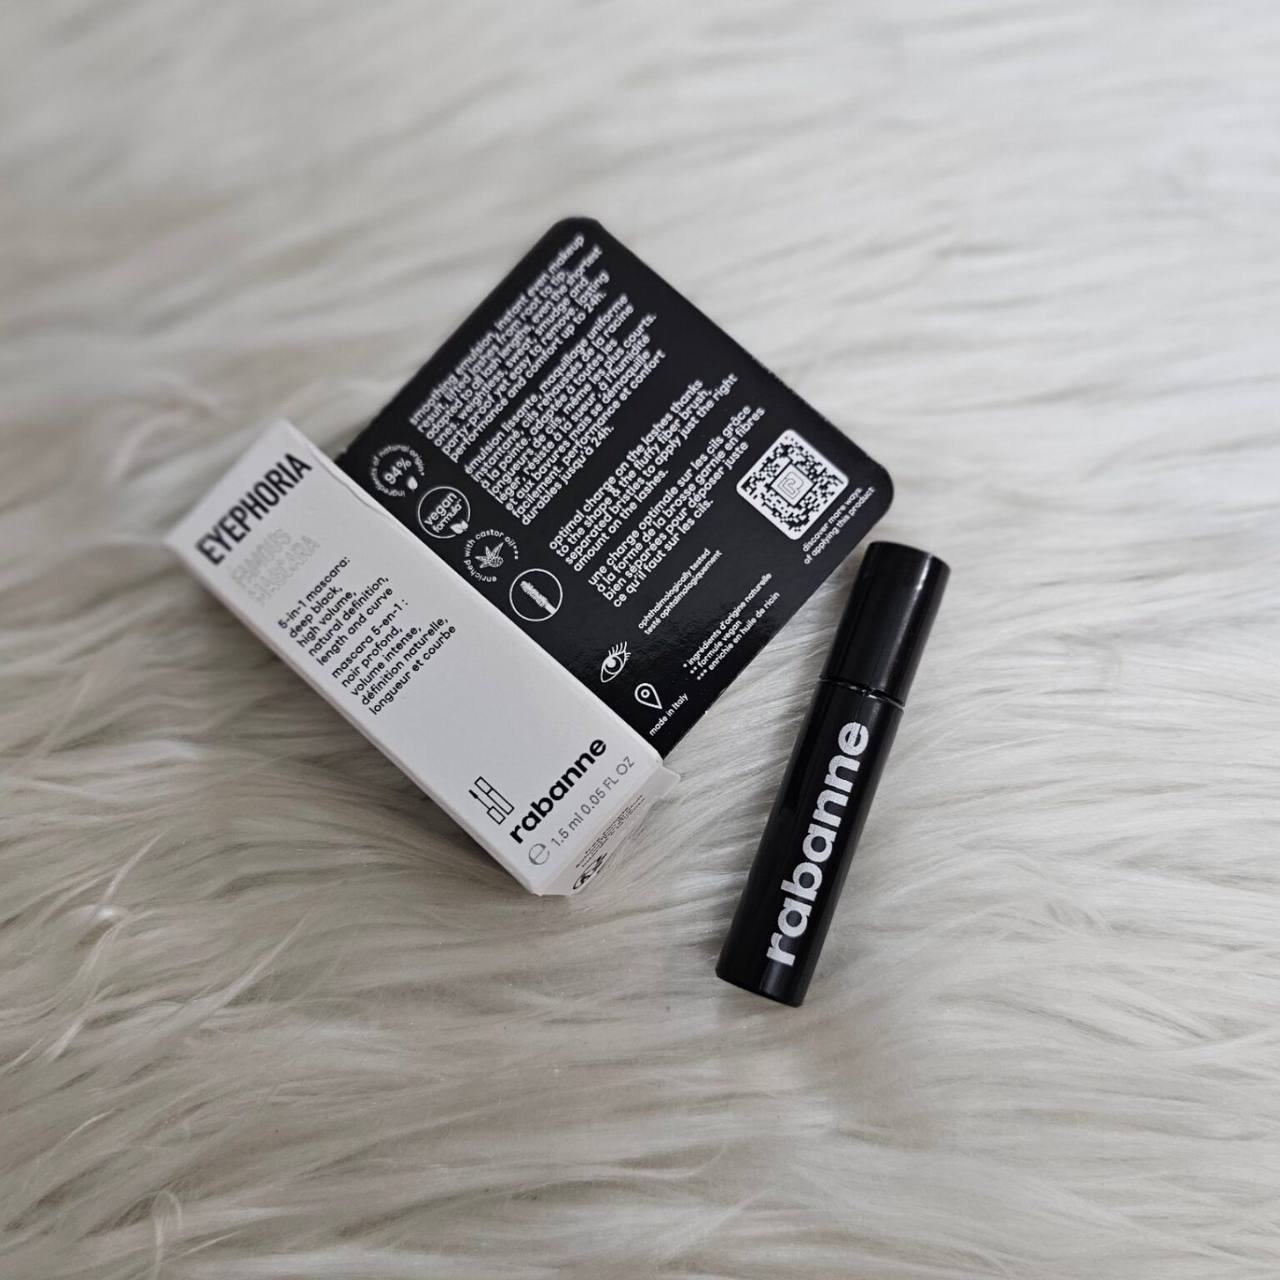 EYEPHORIA
FAMOUS
MASCARA
5-in-1 mascara:
deep black,
high volume,
natural definition,
length and curve
mascara 5-en-1 :
noir profond,
volume intense,
définition naturelle,
longueur et courbe
rabanne
e 1.5 ml 0.05 FL OZ
smoothing emulsion, instant even makeup
result, lifted lashes from root to tip.
adapted to all lash lengths, even the shortest
ones. weightless, sweat, smudge and
party proof yet easy to remove. lasting
performance and comfort up to 24h.
émulsion lissante, maquillage uniforme
instantané, cils rehaussés de la racine
à la pointe. adapté à toutes les
longueurs de cils, même les plus courts.
léger, résiste à la sueur, à l'humidité
et aux bavures mais se démaquille
facilement. performance et confort
durables jusqu'à 24h.
94%
ingredients of natural origin*
vegan
formula**
enriched with castor oil***
optimal charge on the lashes thanks
to the shape & the fluffy fiber brush,
separated bristles to apply just the right
amount on the lashes.
une charge optimale sur les cils grâce
à la forme de la brosse garnie en fibres
bien séparées pour déposer juste
ce qu'il faut sur les cils.
discover more ways
of applying this product
ophthalmologically tested
testé ophtalmologiquement
made in Italy
* ingrédients d'origine naturelle
** formule vegan
*** enrichie en huile de ricin
rabanne